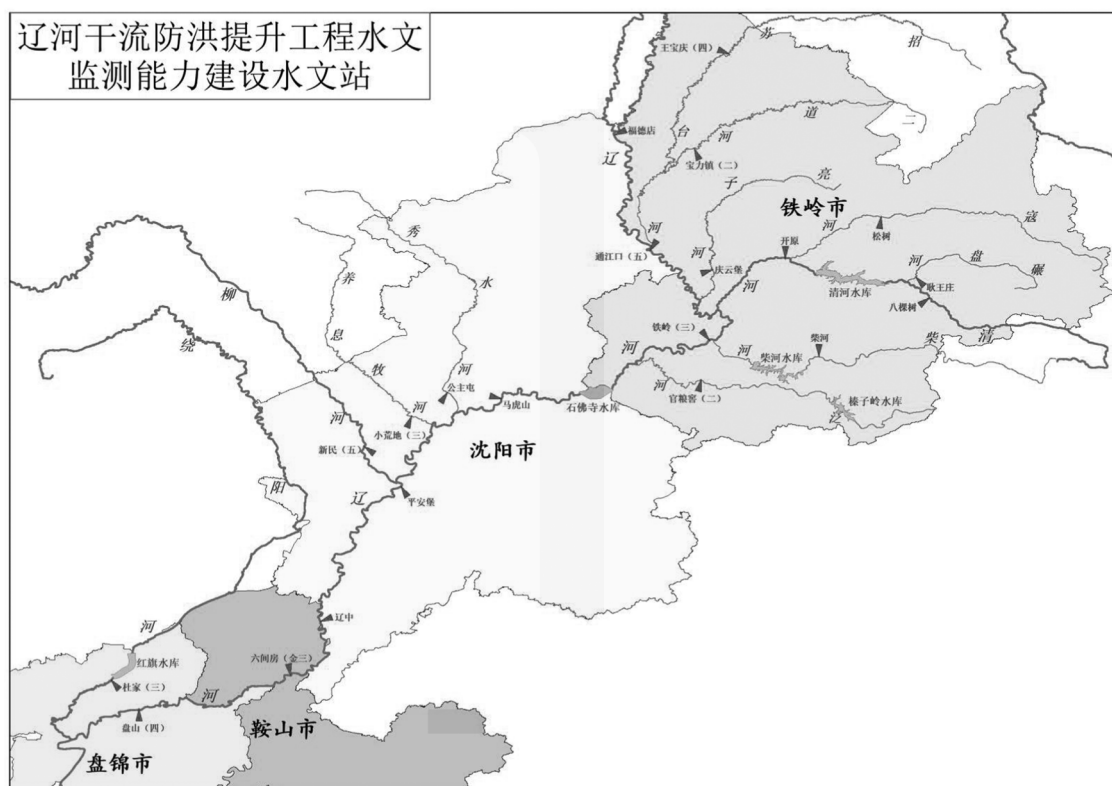 辽河干流防洪提升工程水文
监测能力建设水文站
王宝庆（四）
苏
台
河
招
二
道
河
福德店
辽
河
宝力镇（二）
亮
子
河
铁岭市
松树
寇
河
开原
通江口（五）
庆云堡
河
清河水库
河
盘
碾
耿王庄
八棵树
清
铁岭（三）
柴河
柴
河
柴河水库
河
河
官粮窖（二）
榛子岭水库
泛
石佛寺水库
马虎山
秀
水
河
公主屯
养
息
牧
河
小荒地（三）
柳
河
新民（五）
绕
阳
河
沈阳市
辽
平安堡
辽中
六间房（金三）
河
红旗水库
杜家（三）
盘山（四）
鞍山市
盘锦市